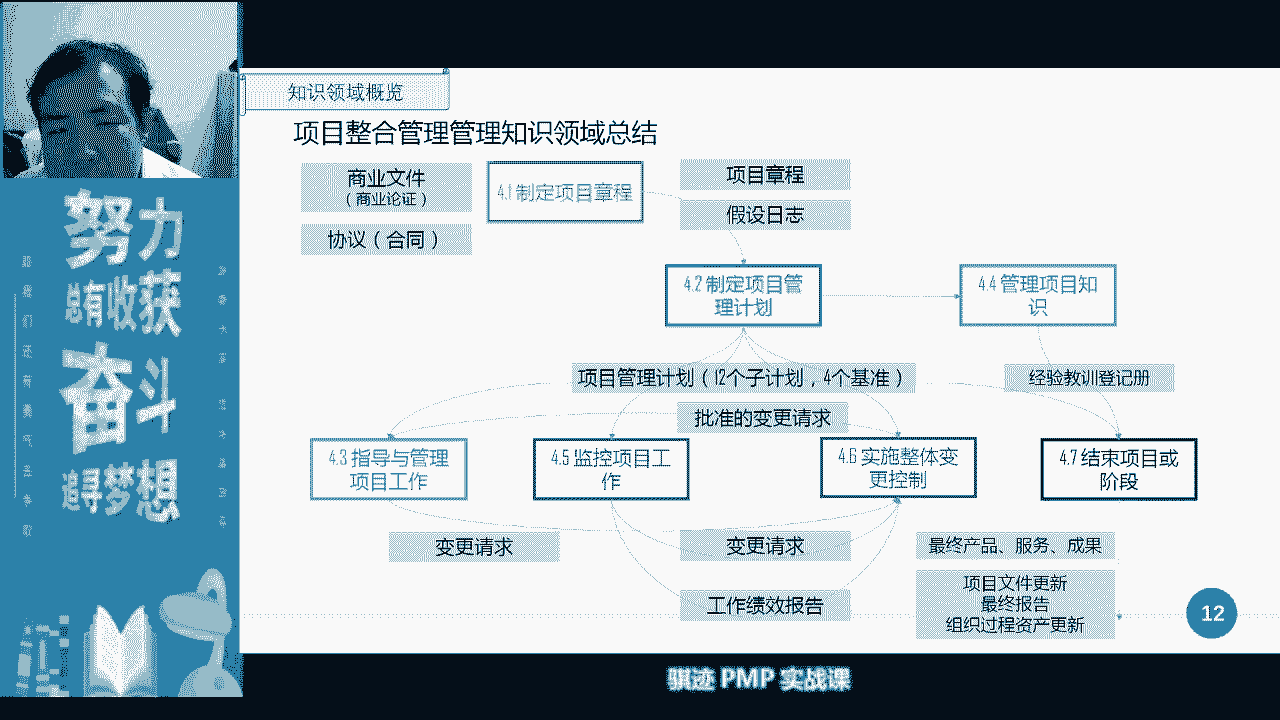 知识领域概览
项目整合管理管理知识领域总结
商业文件
（商业论证）
协议（合同）
4.1 制定项目章程
项目章程
假设日志
4.2 制定项目管
理计划
4.4 管理项目知
识
项目管理计划（12个子计划，4个基准）
经验教训登记册
批准的变更请求
4.3 指导与管理
项目工作
4.5 监控项目工
作
4.6 实施整体变
更控制
4.7 结束项目或
阶段
变更请求
变更请求
工作绩效报告
最终产品、服务、成果
项目文件更新
最终报告
组织过程资产更新
12
努力
总有收获
奋斗
追寻梦想
骐迹 PMP 实战课